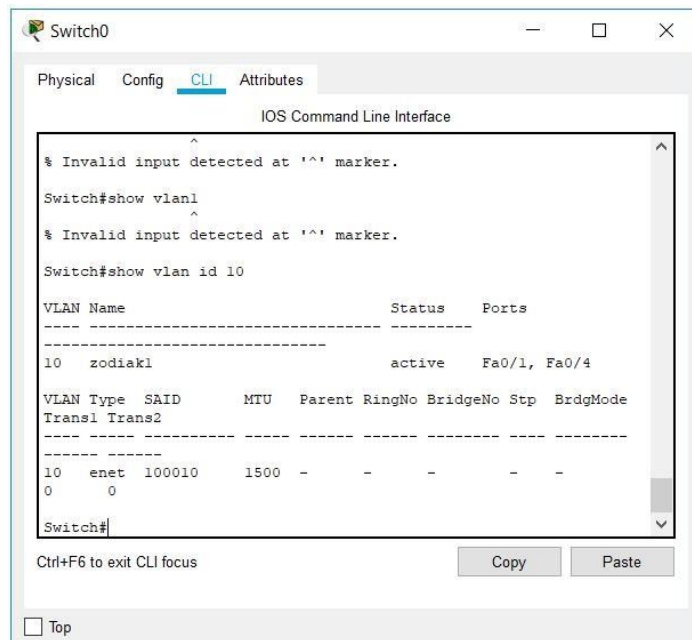 Switch0
Physical Config CLI Attributes
IOS Command Line Interface
^
% Invalid input detected at '^' marker.
Switch#show vlan1
^
% Invalid input detected at '^' marker.
Switch#show vlan id 10
VLAN Name Status Ports
---- -------------------------------- ---------
-------------------------------
10 zodiak1 active Fa0/1, Fa0/4
VLAN Type SAID MTU Parent RingNo BridgeNo Stp BrdgMode
Trans1 Trans2
---- ----- ---------- ----- ------ ------ -------- ---- --------
------ ------
10 enet 100010 1500 - - - - -
0 0
Switch#
Ctrl+F6 to exit CLI focus
Copy Paste
Top